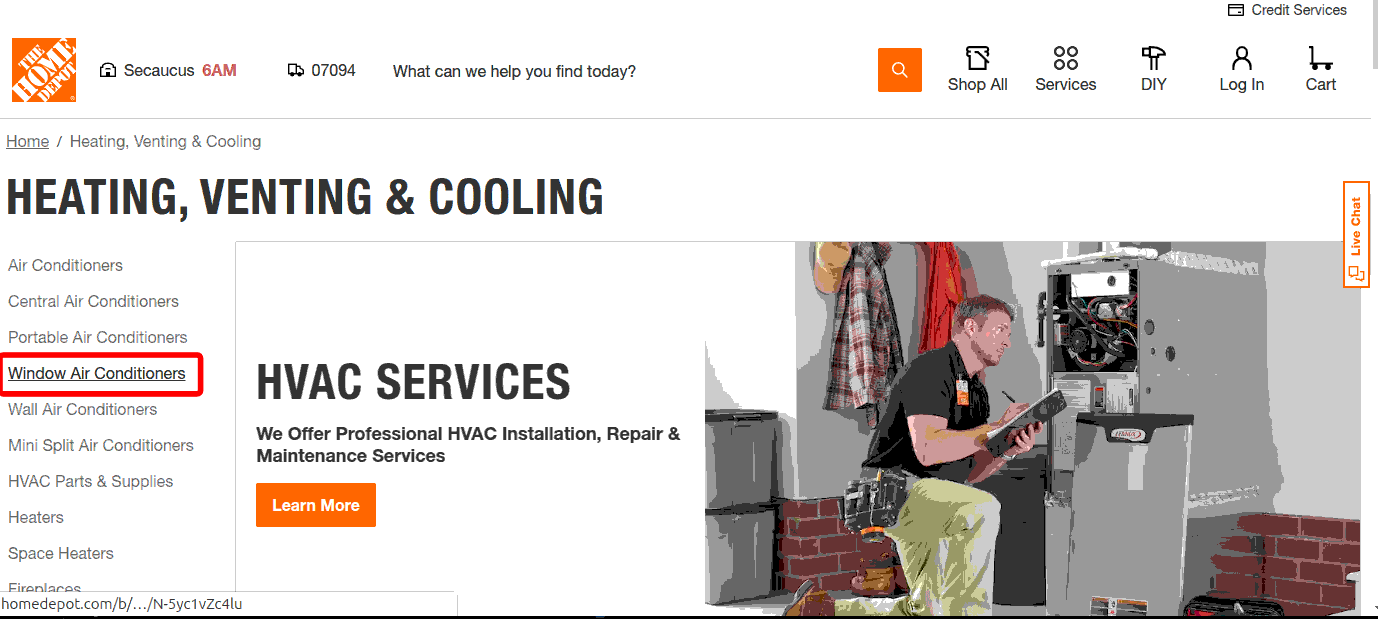 Credit Services
THE
HOME
DEPOT
Secaucus 6AM
07094
What can we help you find today?
Shop All
Services
DIY
Log In
Cart
Home / Heating, Venting & Cooling
HEATING, VENTING & COOLING
Live Chat
Air Conditioners
Central Air Conditioners
Portable Air Conditioners
Window Air Conditioners
Wall Air Conditioners
Mini Split Air Conditioners
HVAC Parts & Supplies
Heaters
Space Heaters
Fireplaces
HVAC SERVICES
We Offer Professional HVAC Installation, Repair &
Maintenance Services
Learn More
homedepot.com/b/…/N-5yc1vZc4lu